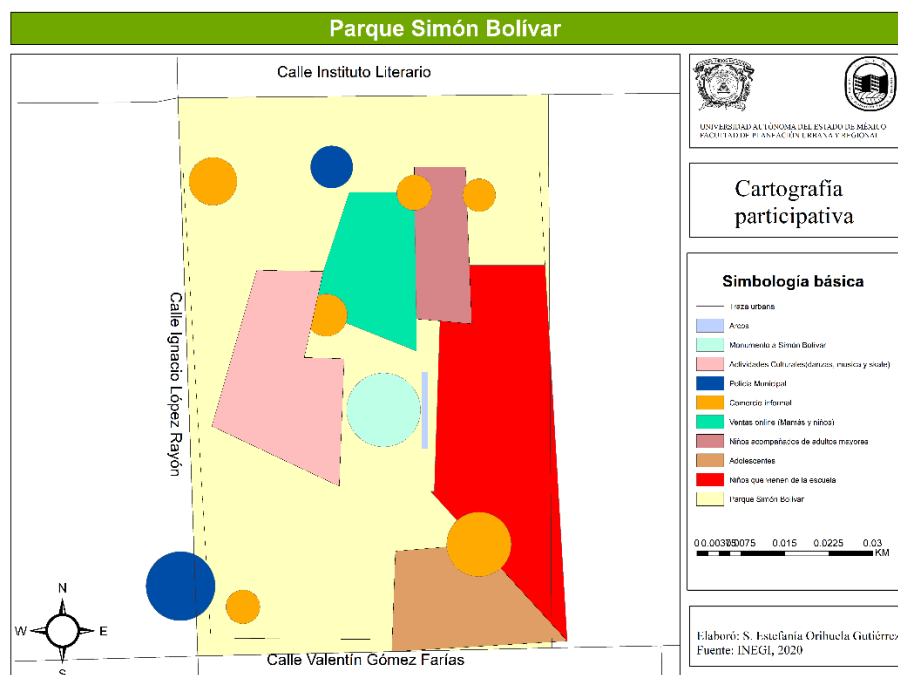 Parque Simón Bolívar
Calle Instituto Literario
Calle Ignacio López Rayón
Calle Valentín Gómez Farías
N
W
E
S
UNIVERSIDAD AUTÓNOMA DEL ESTADO DE MÉXICO
FACULTAD DE PLANEACIÓN URBANA Y REGIONAL
Cartografía
participativa
Simbología básica
Traza urbana
Arcos
Monumento a Simón Bolívar
Actividades Culturales(danzas, musica y skate)
Policía Municipal
Comercio informal
Ventas online (Mamás y niños)
Niños acompañados de adultos mayores
Adolescentes
Niños que vienen de la escuela
Parque Simón Bolívar
0 0.00375 0.0075 0.015 0.0225 0.03
KM
Elaboró: S. Estefanía Orihuela Gutiérrez
Fuente: INEGI, 2020